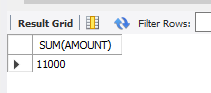 Result Grid Filter Rows:
SUM(AMOUNT)
11000